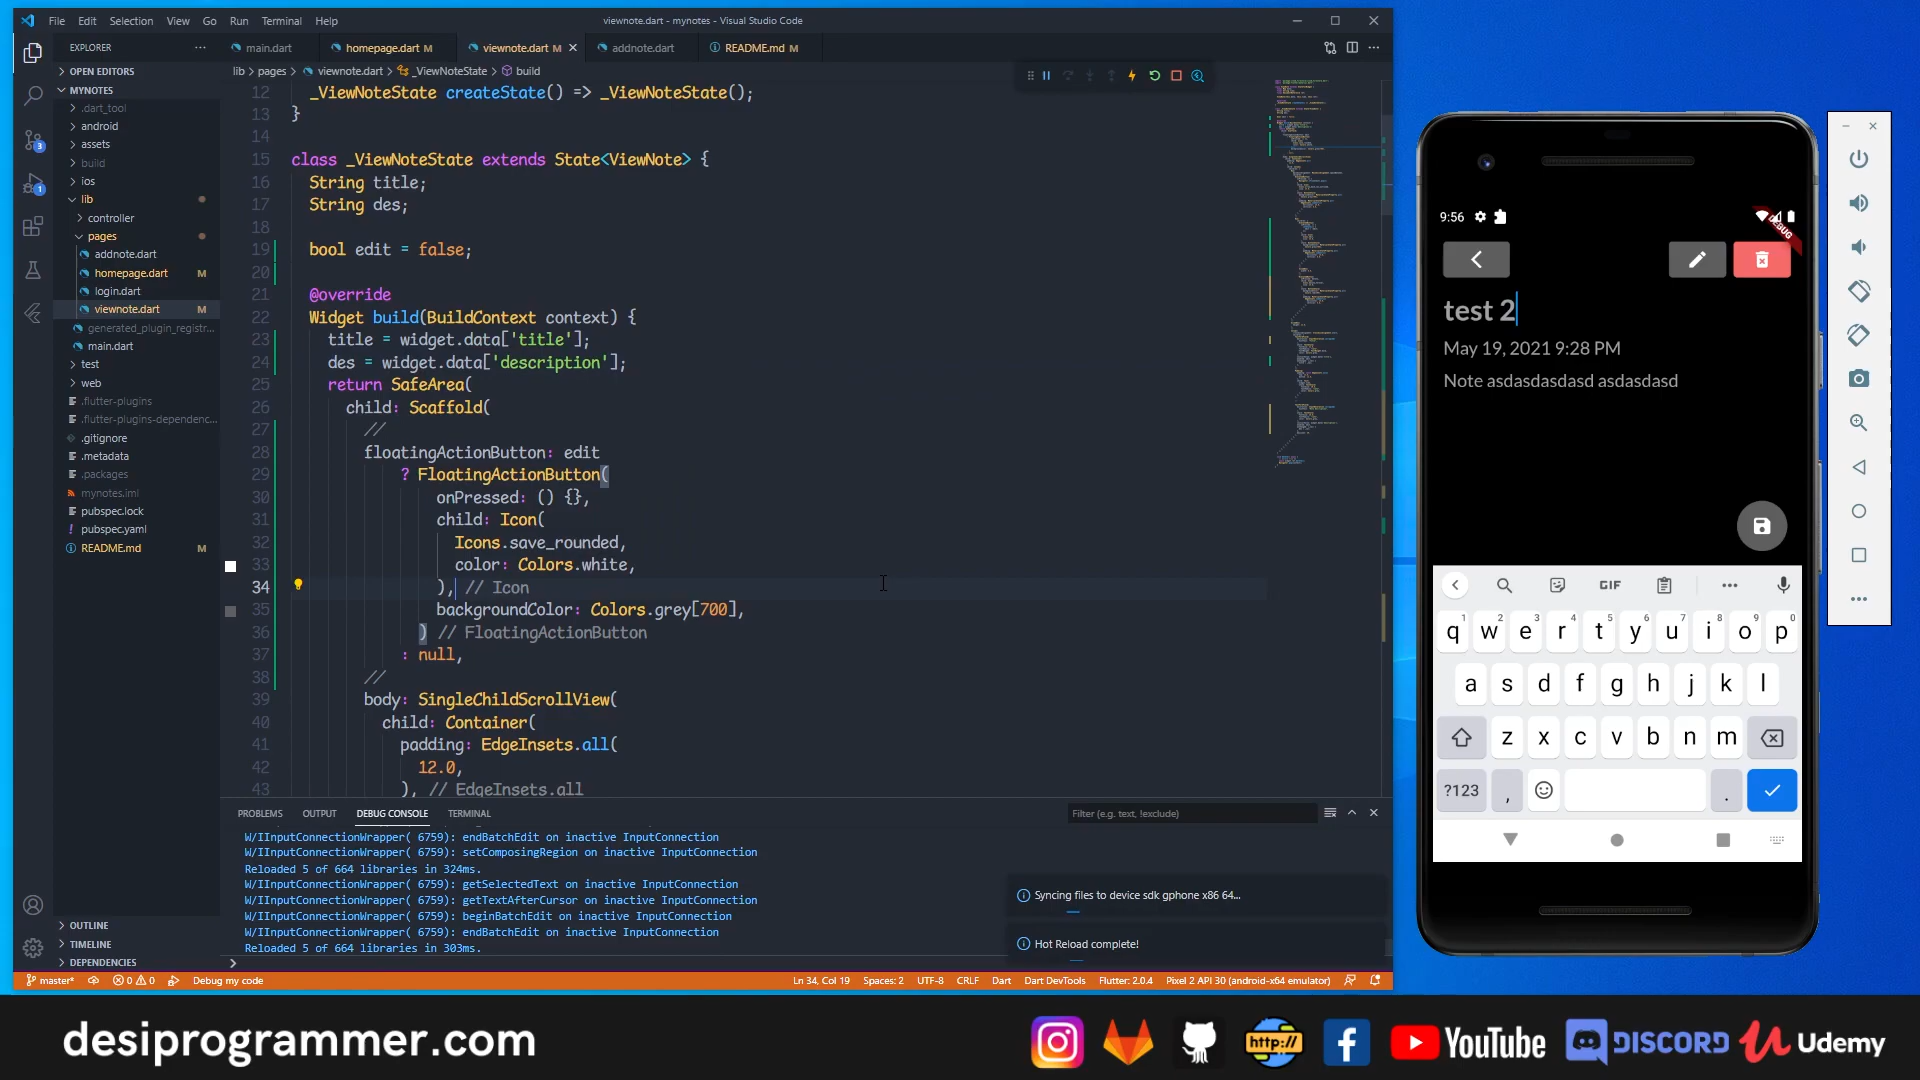 File Edit Selection View Go Run Terminal Help
viewnote.dart - mynotes - Visual Studio Code
EXPLORER
main.dart
homepage.dart M
viewnote.dart M
addnote.dart
README.md M
OPEN EDITORS
MYNOTES
.dart_tool
android
assets
build
ios
lib
controller
pages
addnote.dart
homepage.dart M
login.dart
viewnote.dart M
generated_plugin_registr...
main.dart
test
web
.flutter-plugins
.flutter-plugins-dependenc...
.gitignore
.metadata
.packages
mynotes.iml
pubspec.lock
pubspec.yaml
README.md M
OUTLINE
TIMELINE
DEPENDENCIES
3
1
lib > pages > viewnote.dart > _ViewNoteState > build
12 _ViewNoteState createState() => _ViewNoteState();
13 }
14
15 class _ViewNoteState extends State<ViewNote> {
16 String title;
17 String des;
18
19 bool edit = false;
20
21 @override
22 Widget build(BuildContext context) {
23 title = widget.data['title'];
24 des = widget.data['description'];
25 return SafeArea(
26 child: Scaffold(
27 //
28 floatingActionButton: edit
29 ? FloatingActionButton(
30 onPressed: () {},
31 child: Icon(
32 Icons.save_rounded,
33 color: Colors.white,
34 ), // Icon
35 backgroundColor: Colors.grey[700],
36 ) // FloatingActionButton
37 : null,
38 //
39 body: SingleChildScrollView(
40 child: Container(
41 padding: EdgeInsets.all(
42 12.0,
43 ), // EdgeInsets.all
PROBLEMS OUTPUT DEBUG CONSOLE TERMINAL
Filter (e.g. text, !exclude)
W/IInputConnectionWrapper( 6759): endBatchEdit on inactive InputConnection
W/IInputConnectionWrapper( 6759): setComposingRegion on inactive InputConnection
Reloaded 5 of 664 libraries in 324ms.
W/IInputConnectionWrapper( 6759): getSelectedText on inactive InputConnection
W/IInputConnectionWrapper( 6759): getTextAfterCursor on inactive InputConnection
W/IInputConnectionWrapper( 6759): beginBatchEdit on inactive InputConnection
W/IInputConnectionWrapper( 6759): endBatchEdit on inactive InputConnection
Reloaded 5 of 664 libraries in 303ms.
Syncing files to device sdk gphone x86 64...
Hot Reload complete!
master* 0 0 Debug my code
Ln 34, Col 19 Spaces: 2 UTF-8 CRLF Dart Dart DevTools Flutter: 2.0.4 Pixel 2 API 30 (android-x64 emulator)
9:56
DEBUG
test 2
May 19, 2021 9:28 PM
Note asdasdasdasd asdasdasd
GIF
q1 w2 e3 r4 t5 y6 u7 i8 o9 p0
a s d f g h j k l
z x c v b n m
?123 , .
desiprogrammer.com
http://
YouTube
DISCORD
Udemy